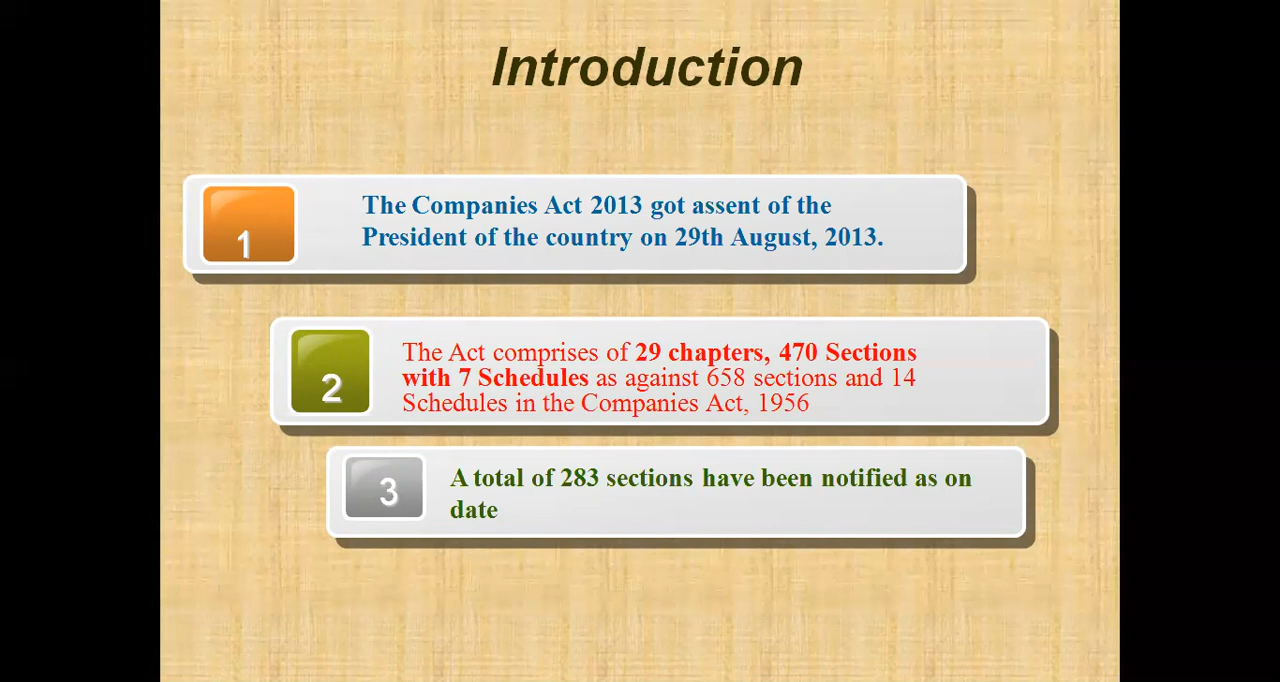 Introduction
1
The Companies Act 2013 got assent of the
President of the country on 29th August, 2013.
2
The Act comprises of 29 chapters, 470 Sections
with 7 Schedules as against 658 sections and 14
Schedules in the Companies Act, 1956
3
A total of 283 sections have been notified as on
date